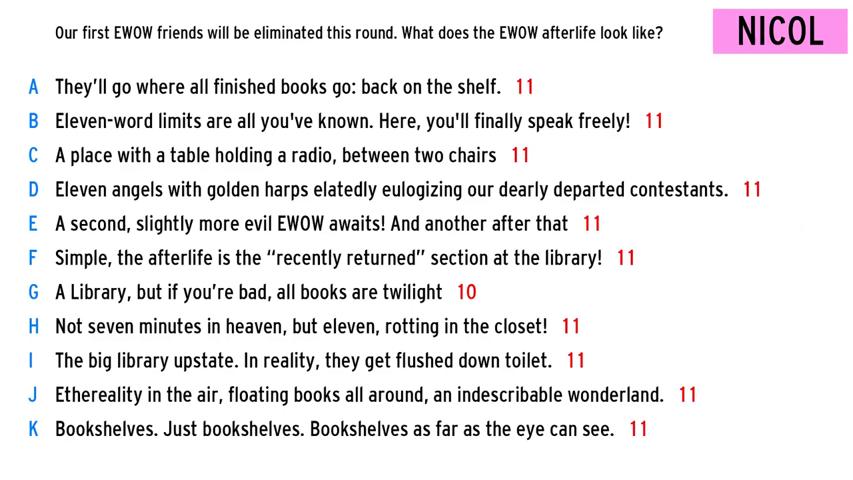 Our first EWOW friends will be eliminated this round. What does the EWOW afterlife look like?
NICOL
A They'll go where all finished books go: back on the shelf. 11
B Eleven-word limits are all you've known. Here, you'll finally speak freely! 11
C A place with a table holding a radio, between two chairs 11
D Eleven angels with golden harps elatedly eulogizing our dearly departed contestants. 11
E A second, slightly more evil EWOW awaits! And another after that 11
F Simple, the afterlife is the “recently returned” section at the library! 11
G A Library, but if you're bad, all books are twilight 10
H Not seven minutes in heaven, but eleven, rotting in the closet! 11
I The big library upstate. In reality, they get flushed down toilet. 11
J Ethereality in the air, floating books all around, an indescribable wonderland. 11
K Bookshelves. Just bookshelves. Bookshelves as far as the eye can see. 11